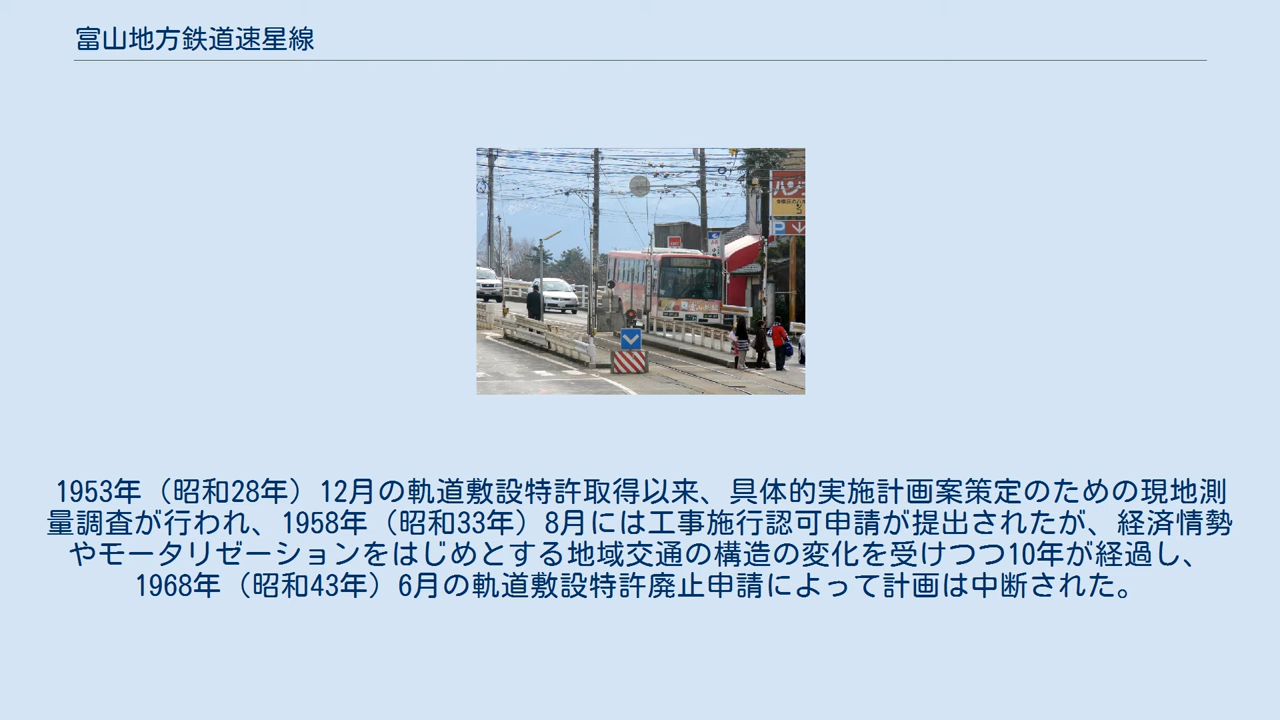 富山地方鉄道速星線
ハン
P
1953年（昭和28年）12月の軌道敷設特許取得以来、具体的実施計画案策定のための現地測
量調査が行われ、1958年（昭和33年）8月には工事施行認可申請が提出されたが、経済情勢
やモータリゼーションをはじめとする地域交通の構造の変化を受けつつ10年が経過し、
1968年（昭和43年）6月の軌道敷設特許廃止申請によって計画は中断された。